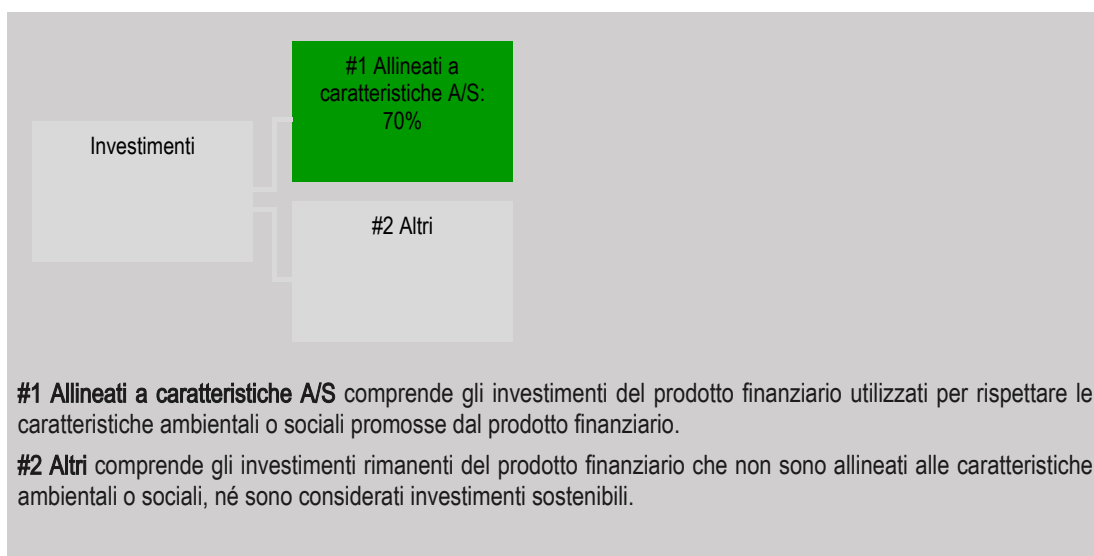 #1 Allineati a
caratteristiche A/S:
70%
Investimenti
#2 Altri
#1 Allineati a caratteristiche A/S comprende gli investimenti del prodotto finanziario utilizzati per rispettare le
caratteristiche ambientali o sociali promosse dal prodotto finanziario.
#2 Altri comprende gli investimenti rimanenti del prodotto finanziario che non sono allineati alle caratteristiche
ambientali o sociali, né sono considerati investimenti sostenibili.